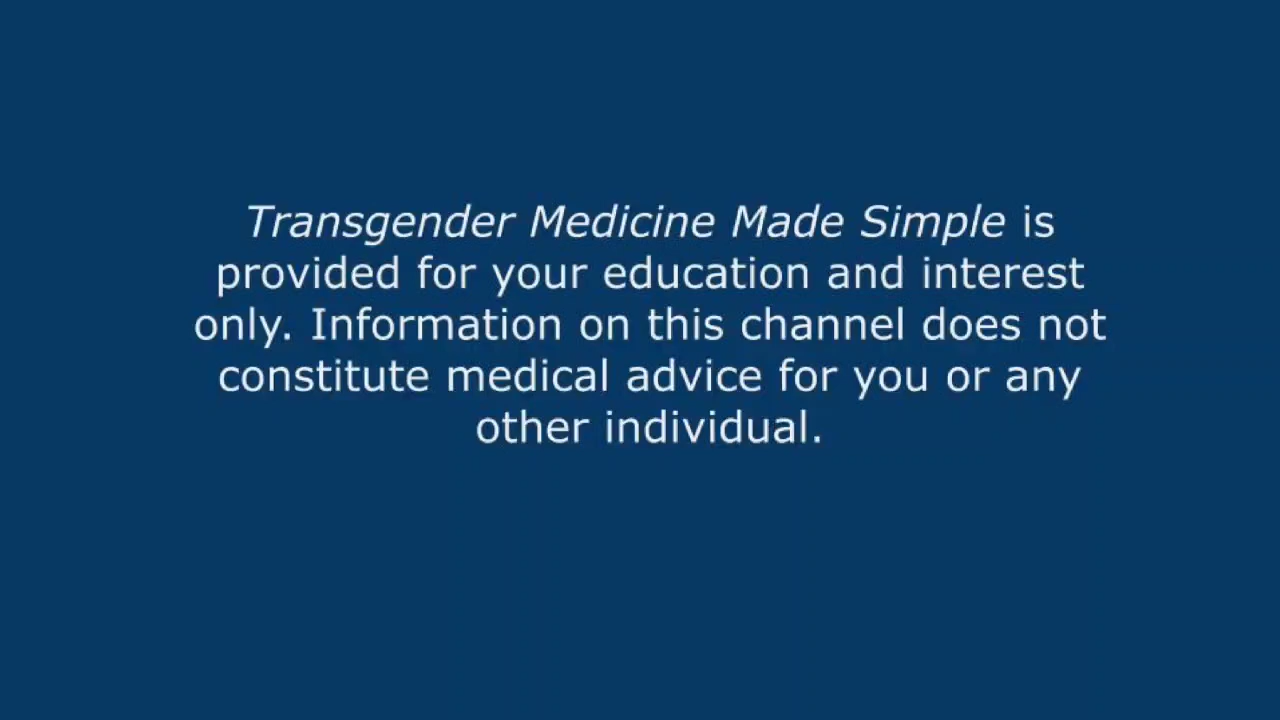 Transgender Medicine Made Simple is
provided for your education and interest
only. Information on this channel does not
constitute medical advice for you or any
other individual.